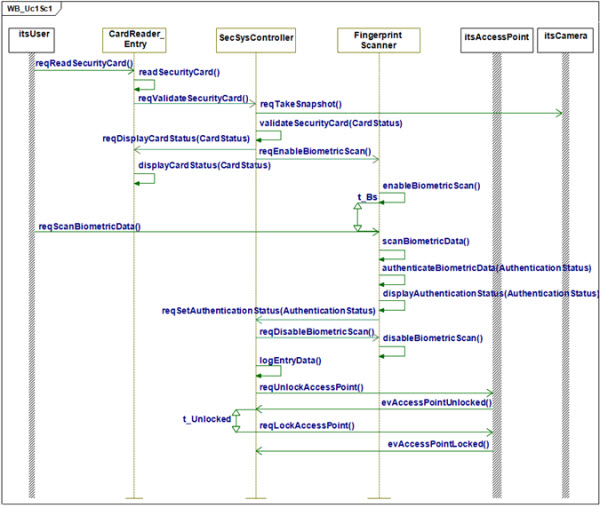 WB_Uc1Sc1
itsUser
CardReader_
Entry
SecSysController
Fingerprint
Scanner
itsAccessPoint
itsCamera
reqReadSecurityCard()
readSecurityCard()
reqValidateSecurityCard()
reqTakeSnapshot()
validateSecurityCard(CardStatus)
reqDisplayCardStatus(CardStatus)
reqEnableBiometricScan()
displayCardStatus(CardStatus)
enableBiometricScan()
t_Bs
reqScanBiometricData()
scanBiometricData()
authenticateBiometricData(AuthenticationStatus)
displayAuthenticationStatus(AuthenticationStatus)
reqSetAuthenticationStatus(AuthenticationStatus)
reqDisableBiometricScan()
disableBiometricScan()
logEntryData()
reqUnlockAccessPoint()
evAccessPointUnlocked()
t_Unlocked
reqLockAccessPoint()
evAccessPointLocked()